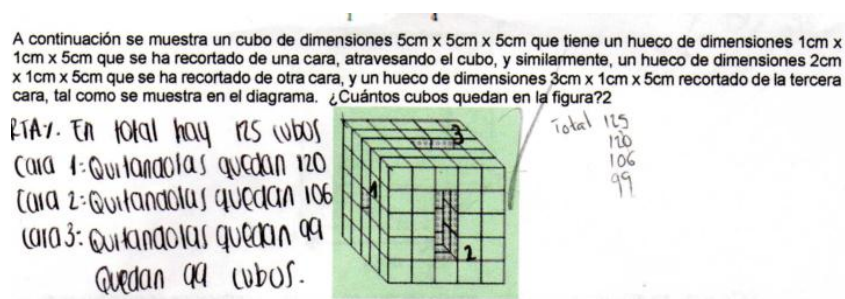 A continuación se muestra un cubo de dimensiones 5cm x 5cm x 5cm que tiene un hueco de dimensiones 1cm x
1cm x 5cm que se ha recortado de una cara, atravesando el cubo, y similarmente, un hueco de dimensiones 2cm
x 1cm x 5cm que se ha recortado de otra cara, y un hueco de dimensiones 3cm x 1cm x 5cm recortado de la tercera
cara, tal como se muestra en el diagrama. ¿Cuántos cubos quedan en la figura?2
RTA/. En total hay 125 cubos
Cara 1: Quitandolas quedan 120
Cara 2: Quitandolas quedan 106
Cara 3: Quitandolas quedan 99
Quedan 99 cubos.
1
2
3
Total 125
120
106
99